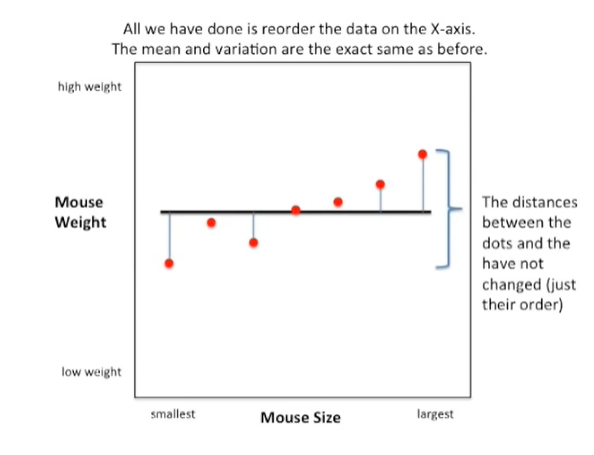 All we have done is reorder the data on the X-axis.
The mean and variation are the exact same as before.
high weight
Mouse
Weight
The distances
between the
dots and the
have not
changed (just
their order)
low weight
smallest
Mouse Size
largest